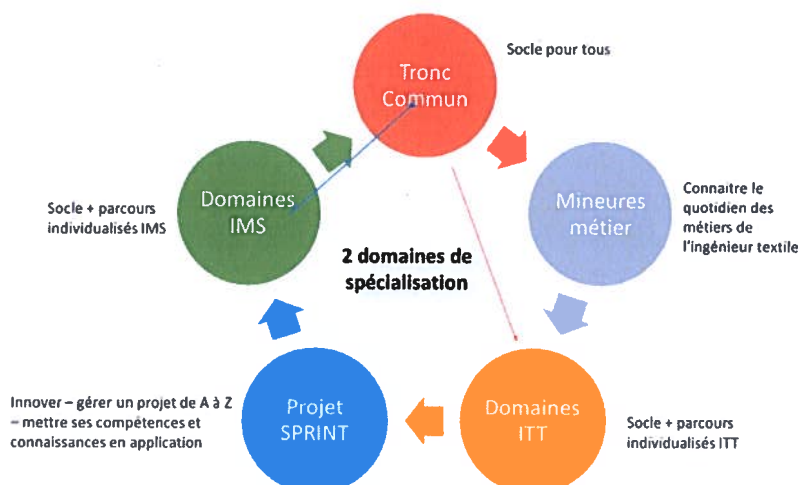 Tronc
Commun
Socle pour tous
Mineures
métier
Connaitre le
quotidien des
métiers de
l'ingénieur textile
Domaines
IMS
Socle + parcours
individualisés IMS
2 domaines de
spécialisation
Innover – gérer un projet de A à Z
– mettre ses compétences et
connaissances en application
Projet
SPRINT
Domaines
ITT
Socle + parcours
individualisés ITT